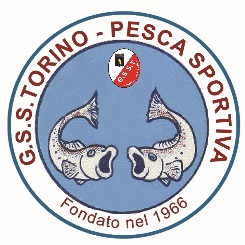 G.S.S. TORINO - PESCA SPORTIVA
G.S.S.T.
Fondato nel 1966